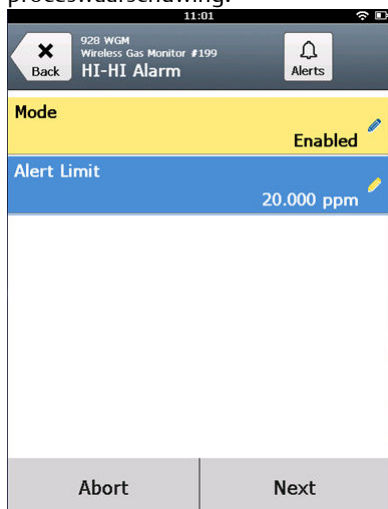 proceswaarschuwing.
11:01
928 WGM
Wireless Gas Monitor #199
HI-HI Alarm
Back
Alerts
Mode
Enabled
Alert Limit
20.000 ppm
Abort
Next